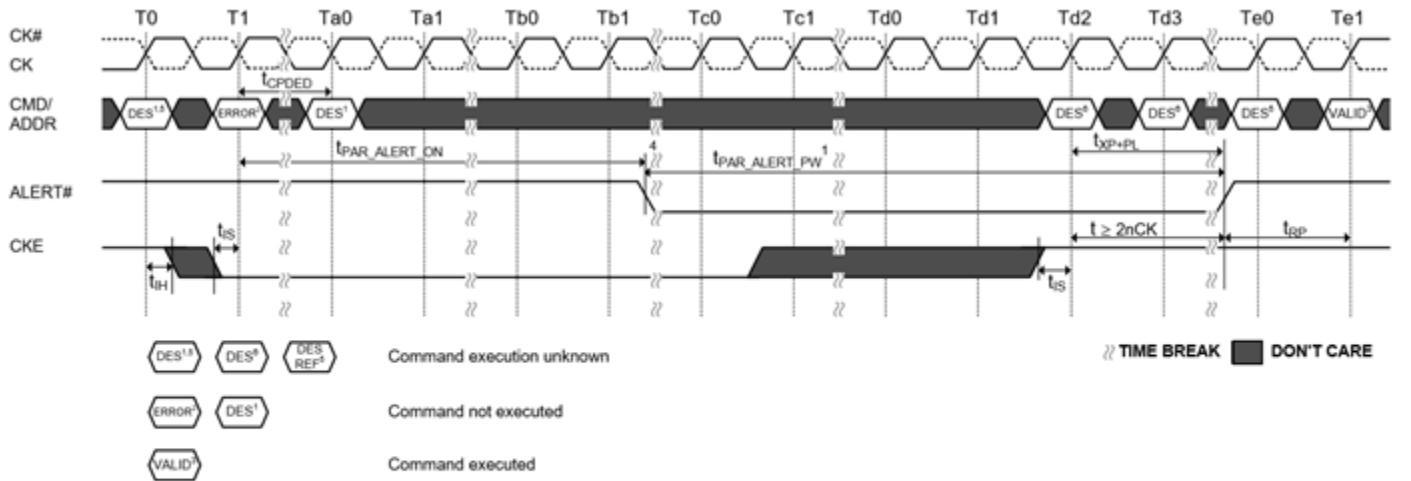 T0 T1 Ta0 Ta1 Tb0 Tb1 Tc0 Tc1 Td0 Td1 Td2 Td3 Te0 Te1
CK#
CK
tCPDED
CMD/
ADDR
DES1,5 ERROR2 DES1 DES6 DES6 DES6 VALID3
tPAR_ALERT_ON 4 tPAR_ALERT_PW1 tXP+PL
ALERT#
CKE
tIS t ≥ 2nCK tRP
tIH tIS
DES1,5 DES6 DES
REF5 Command execution unknown
TIME BREAK DON'T CARE
ERROR2 DES1 Command not executed
VALID3 Command executed